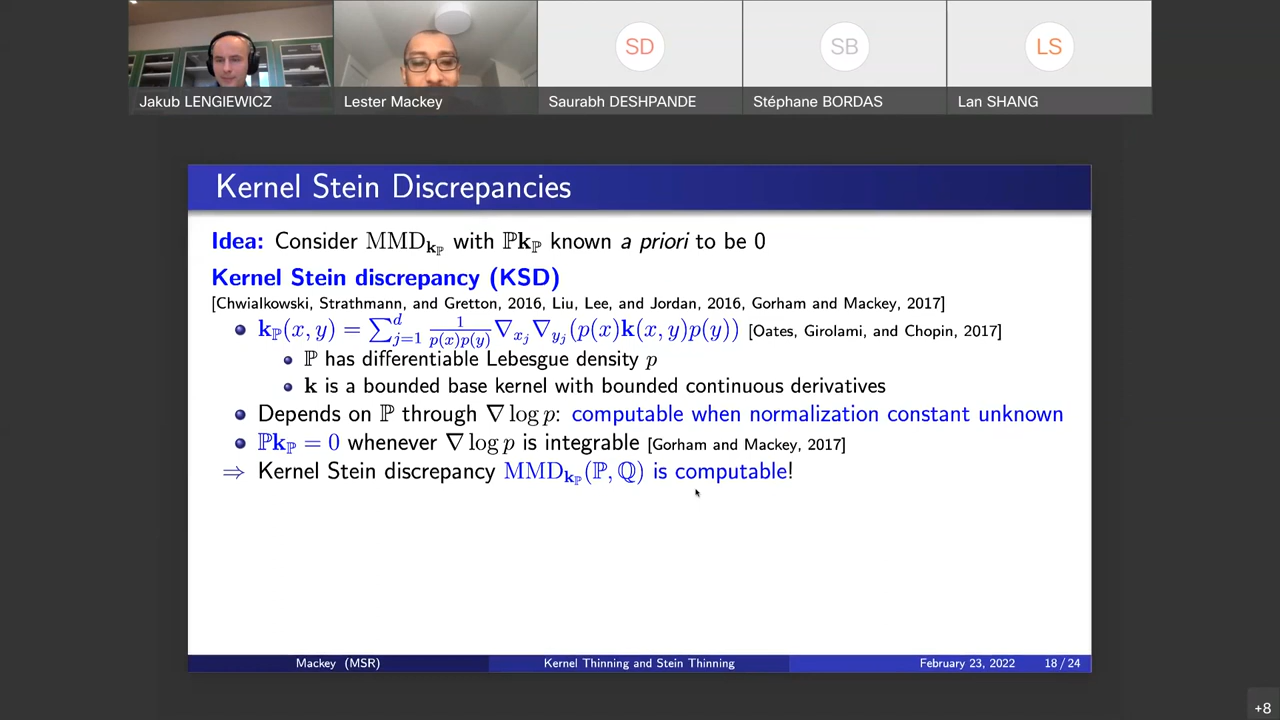 Jakub LENGIEWICZ
Lester Mackey
SD
Saurabh DESHPANDE
SB
Stéphane BORDAS
LS
Lan SHANG
Kernel Stein Discrepancies
Idea: Consider MMD_{k_ℙ} with ℙk_ℙ known a priori to be 0
Kernel Stein discrepancy (KSD)
[Chwialkowski, Strathmann, and Gretton, 2016, Liu, Lee, and Jordan, 2016, Gorham and Mackey, 2017]
k_ℙ(x, y) = ∑_{j=1}^{d} \frac{1}{p(x)p(y)} ∇_{x_j} ∇_{y_j} (p(x)k(x, y)p(y)) [Oates, Girolami, and Chopin, 2017]
ℙ has differentiable Lebesgue density p
k is a bounded base kernel with bounded continuous derivatives
Depends on ℙ through ∇ log p: computable when normalization constant unknown
ℙk_ℙ = 0 whenever ∇ log p is integrable [Gorham and Mackey, 2017]
⇒ Kernel Stein discrepancy MMD_{k_ℙ}(ℙ, ℚ) is computable!
Mackey (MSR)
Kernel Thinning and Stein Thinning
February 23, 2022
18 / 24
+8